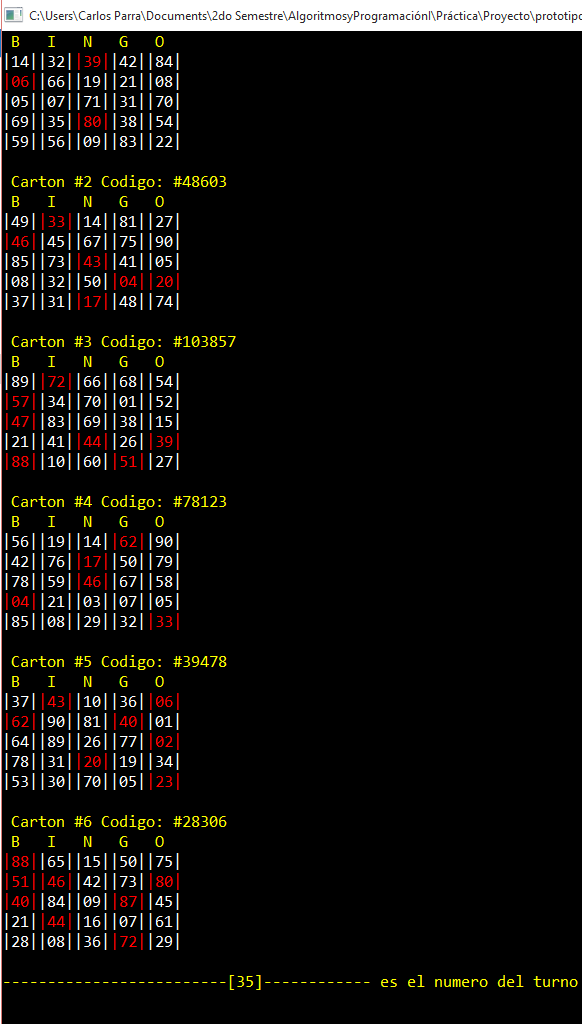 C:\Users\Carlos Parra\Documents\2do Semestre\AlgoritmosyProgramaciónI\Práctica\Proyecto\prototipo
B I N G O
|14||32||39||42||84|
|06||66||19||21||08|
|05||07||71||31||70|
|69||35||80||38||54|
|59||56||09||83||22|
Carton #2 Codigo: #48603
B I N G O
|49||33||14||81||27|
|46||45||67||75||90|
|85||73||43||41||05|
|08||32||50||04||20|
|37||31||17||48||74|
Carton #3 Codigo: #103857
B I N G O
|89||72||66||68||54|
|57||34||70||01||52|
|47||83||69||38||15|
|21||41||44||26||39|
|88||10||60||51||27|
Carton #4 Codigo: #78123
B I N G O
|56||19||14||62||90|
|42||76||17||50||79|
|78||59||46||67||58|
|04||21||03||07||05|
|85||08||29||32||33|
Carton #5 Codigo: #39478
B I N G O
|37||43||10||36||06|
|62||90||81||40||01|
|64||89||26||77||02|
|78||31||20||19||34|
|53||30||70||05||23|
Carton #6 Codigo: #28306
B I N G O
|88||65||15||50||75|
|51||46||42||73||80|
|40||84||09||87||45|
|21||44||16||07||61|
|28||08||36||72||29|
-------------------------[35]------------ es el numero del turno